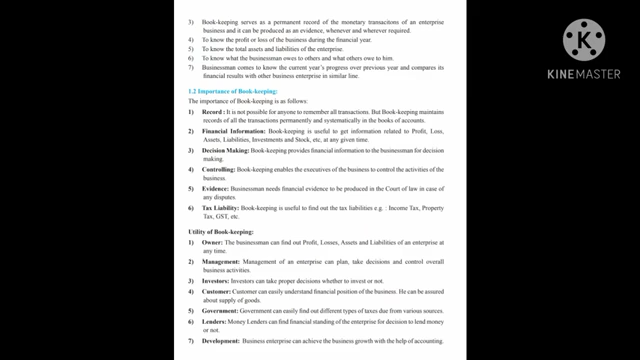 3) Book-keeping serves as a permanent record of the monetary transacitons of an enterprise
business and it can be produced as an evidence, whenever and wherever required.
4) To know the profit or loss of the business during the financial year.
5) To know the total assets and liabilities of the enterprise.
6) To know what the businessman owes to others and what others owe to him.
7) Businessman comes to know the current year's progress over previous year and compares its
financial results with other business enterprise in similar line.
1.2 Importance of Book-keeping:
The importance of Book-keeping is as follows:
1) Record : It is not possible for anyone to remember all transactions. But Book-keeping maintains
records of all the transactions permanently and systematically in the books of accounts.
2) Financial Information: Book-keeping is useful to get information related to Profit, Loss,
Assets, Liabilities, Investments and Stock, etc, at any given time.
3) Decision Making: Book-keeping provides financial information to the businessman for decision
making.
4) Controlling: Book-keeping enables the executives of the business to control the activities of the
business.
5) Evidence: Businessman needs financial evidence to be produced in the Court of law in case of
any disputes
6) Tax Liability: Book-keeping is useful to find out the tax liabilities e.g. : Income Tax, Property
Tax, GST, etc.
Utility of Book-keeping:
1) Owner: The businessman can find out Profit, Losses, Assets and Liabilities of an enterprise at
any time.
2) Management: Management of an enterprise can plan, take decisions and control overall
business activities.
3) Investors: Investors can take proper decisions whether to invest or not.
4) Customer: Customer can easily understand financial position of the business. He can be assured
about supply of goods.
5) Government: Government can easily find out different types of taxes due from various sources.
6) Lenders: Money Lenders can find financial standing of the enterprise for decision to lend money
or not.
7) Development: Business enterprise can achieve the business growth with the help of accounting.
K
KINEMASTER